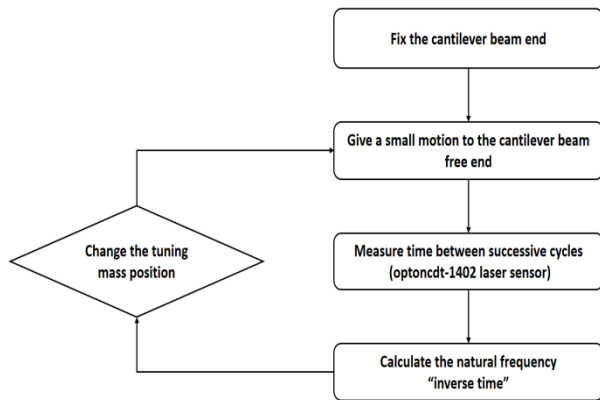 Fix the cantilever beam end
Give a small motion to the cantilever beam
free end
Change the tuning
mass position
Measure time between successive cycles
(optoncdt-1402 laser sensor)
Calculate the natural frequency
“inverse time”